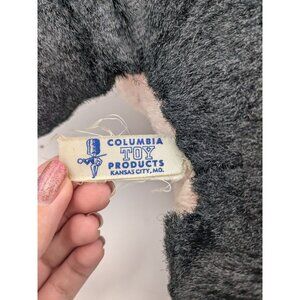 COLUMBIA
TOY
PRODUCTS
KANSAS CITY, MO.